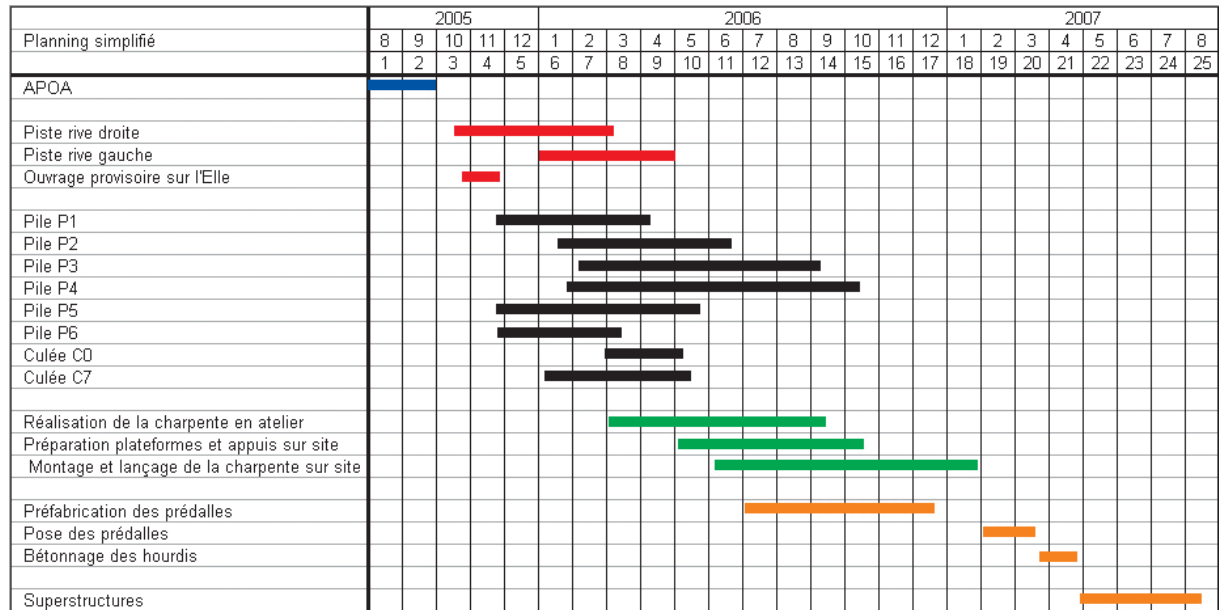 2005 2006 2007
Planning simplifié 8 9 10 11 12 1 2 3 4 5 6 7 8 9 10 11 12 1 2 3 4 5 6 7 8
1 2 3 4 5 6 7 8 9 10 11 12 13 14 15 16 17 18 19 20 21 22 23 24 25
APOA
Piste rive droite
Piste rive gauche
Ouvrage provisoire sur l'Elle
Pile P1
Pile P2
Pile P3
Pile P4
Pile P5
Pile P6
Culée C0
Culée C7
Réalisation de la charpente en atelier
Préparation plateformes et appuis sur site
Montage et lançage de la charpente sur site
Préfabrication des prédalles
Pose des prédalles
Bétonnage des hourdis
Superstructures